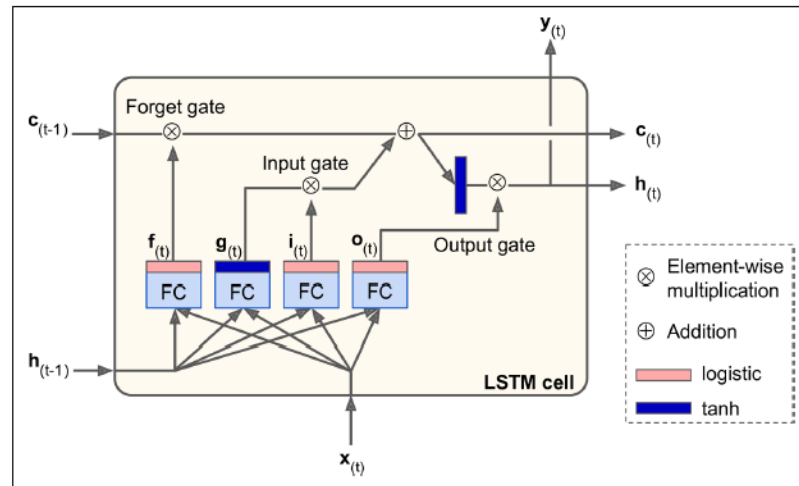 y(t)
Forget gate
c(t-1)
c(t)
Input gate
h(t)
f(t) g(t) i(t) o(t)
Output gate
FC FC FC FC
Element-wise
multiplication
Addition
h(t-1)
LSTM cell
logistic
tanh
x(t)